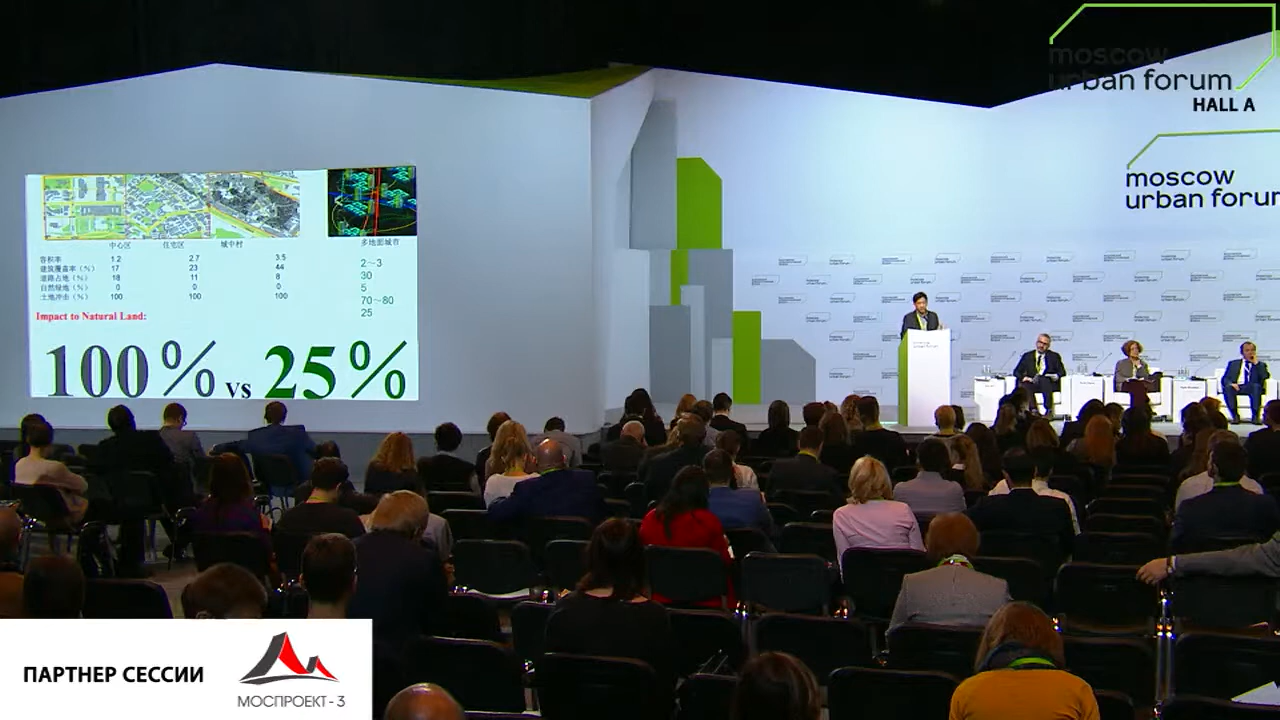 moscow
urban forum
HALL A
moscow
urban forum
中心区 住宅区 城中村 多地面城市
容积率 1.2 2.7 3.5 2~3
建筑覆盖率(%) 17 23 44 30
道路占地(%) 18 11 8 5
自然绿地(%) 0 0 0 70~80
土地冲击(%) 100 100 100 25
Impact to Natural Land:
100% vs 25%
ПАРТНЕР СЕССИИ
МОСПРОЕКТ-3